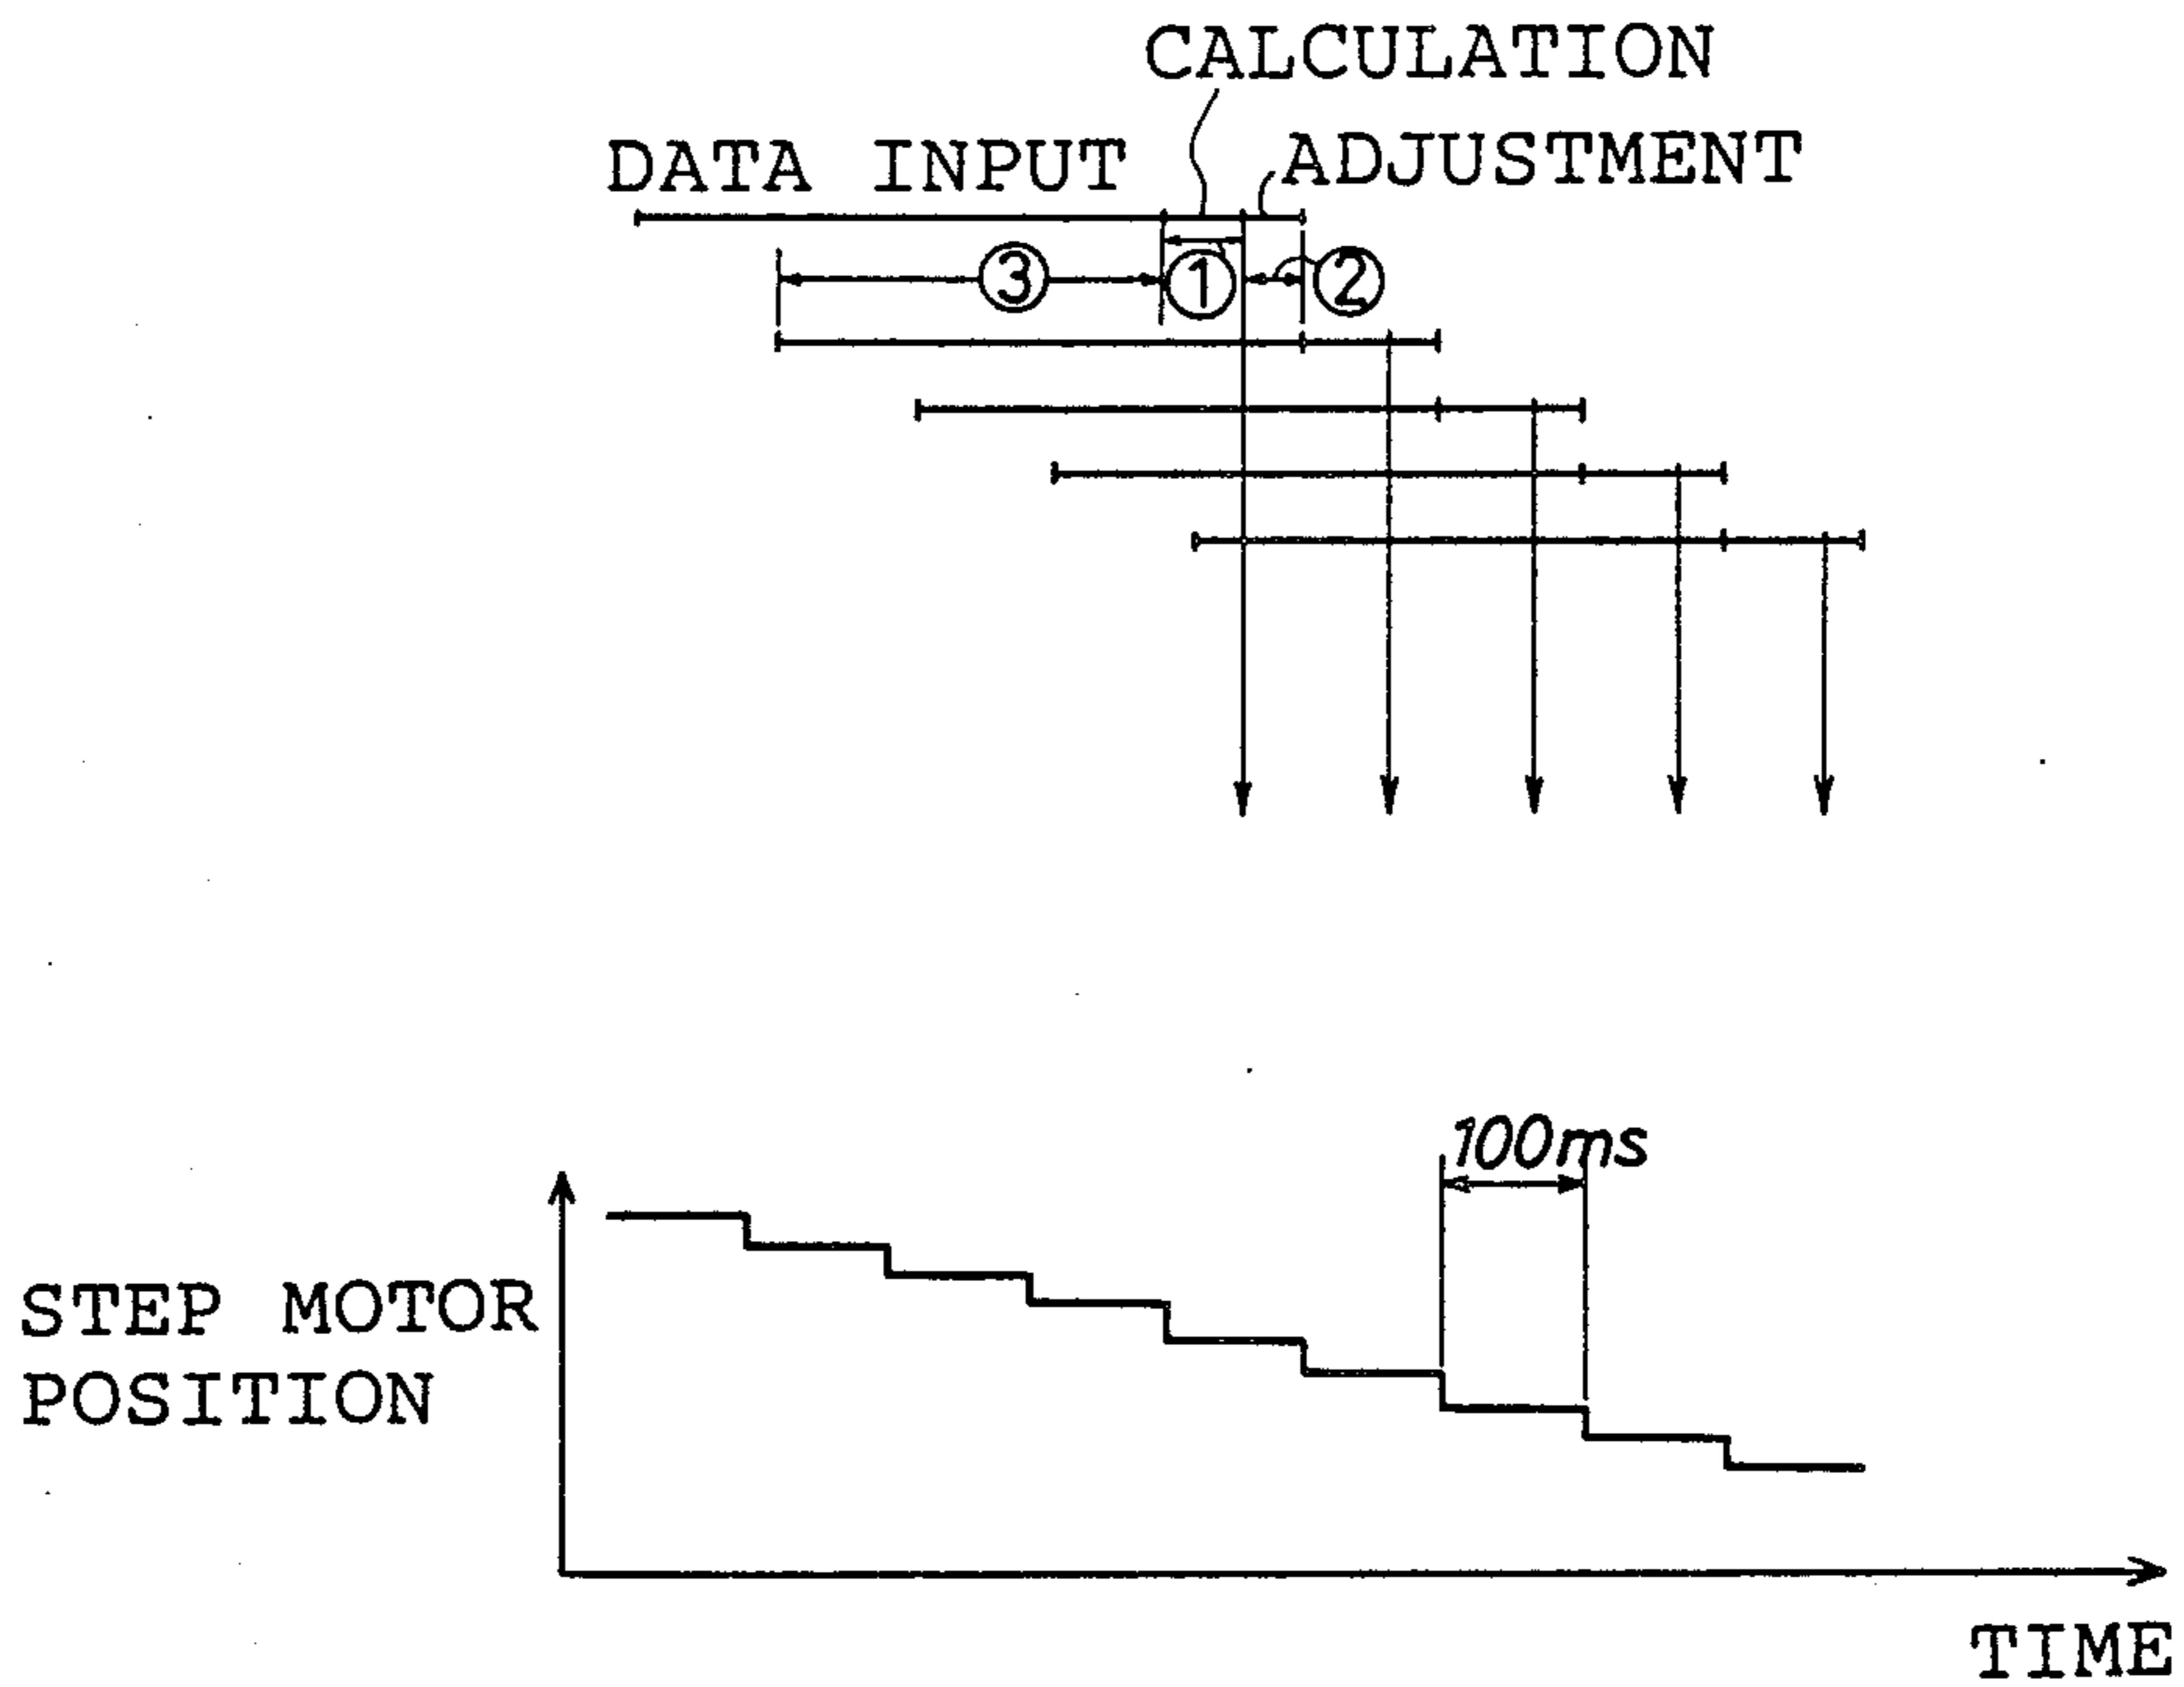 CALCULATION
DATA INPUT ADJUSTMENT
③ ① ②
100ms
STEP MOTOR
POSITION
TIME